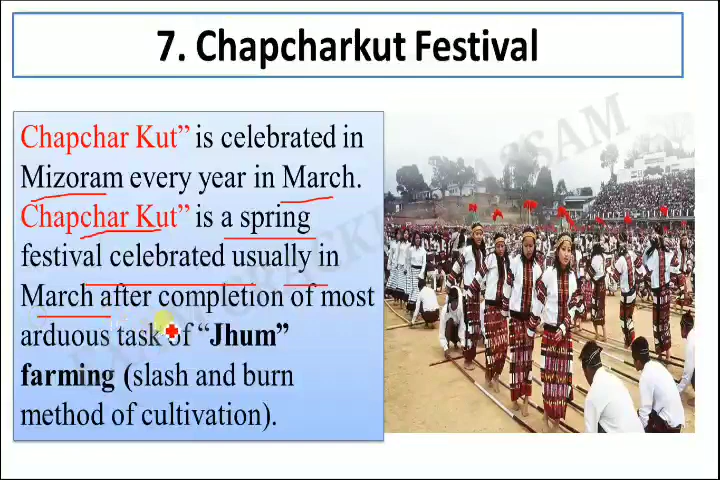 7. Chapcharkut Festival
Chapchar Kut” is celebrated in
Mizoram every year in March.
Chapchar Kut” is a spring
festival celebrated usually in
March after completion of most
arduous task of “Jhum”
farming (slash and burn
method of cultivation).